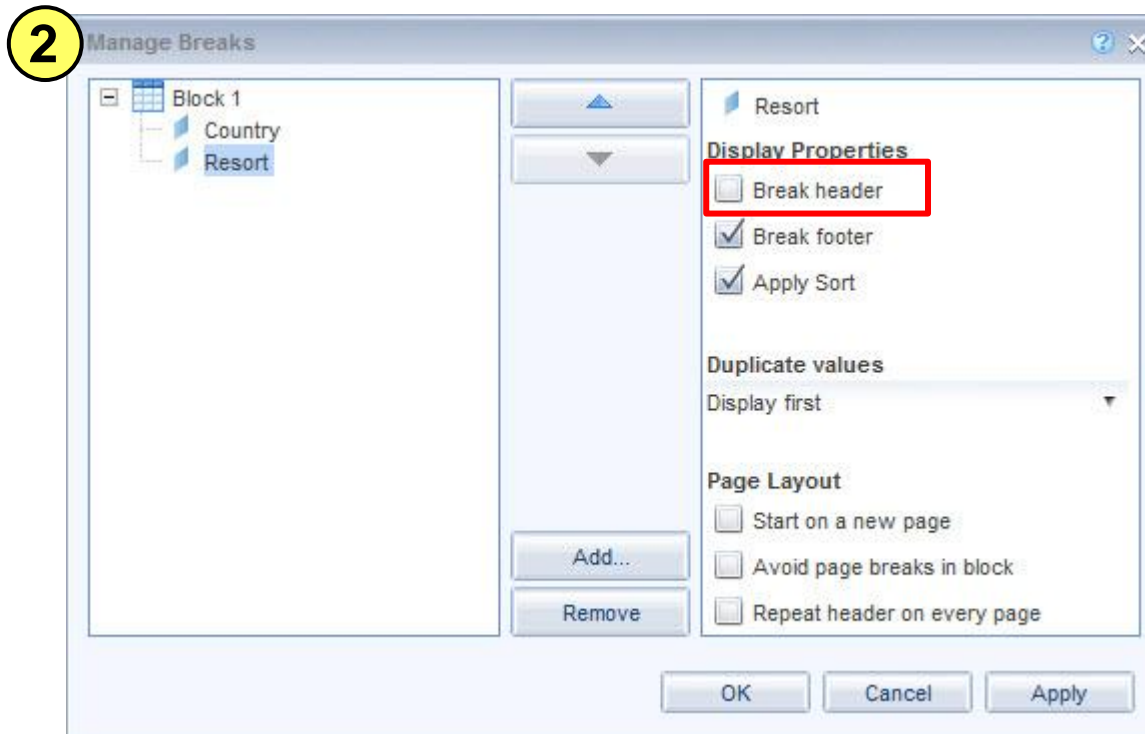 2
Manage Breaks
Block 1
Country
Resort
Add...
Remove
Resort
Display Properties
Break header
Break footer
Apply Sort
Duplicate values
Display first
Page Layout
Start on a new page
Avoid page breaks in block
Repeat header on every page
OK Cancel Apply